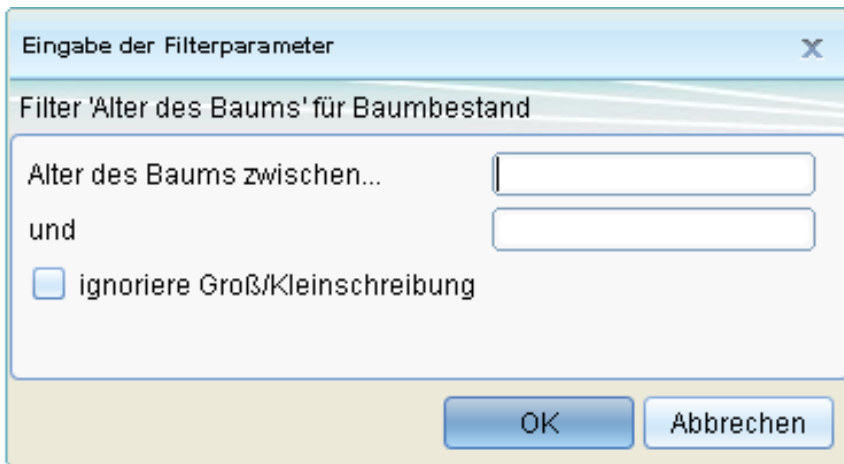 Eingabe der Filterparameter
Filter 'Alter des Baums' für Baumbestand
Alter des Baums zwischen...
und
ignoriere Groß/Kleinschreibung
OK Abbrechen